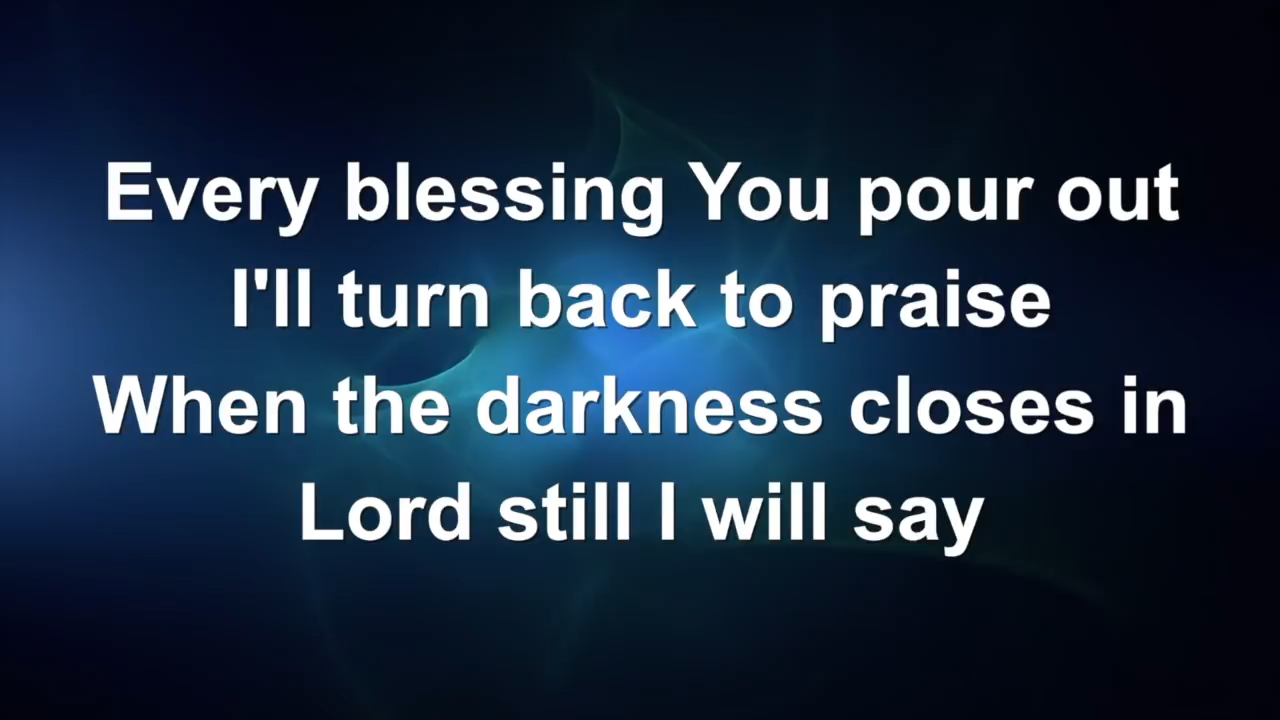 Every blessing You pour out
I'll turn back to praise
When the darkness closes in
Lord still I will say